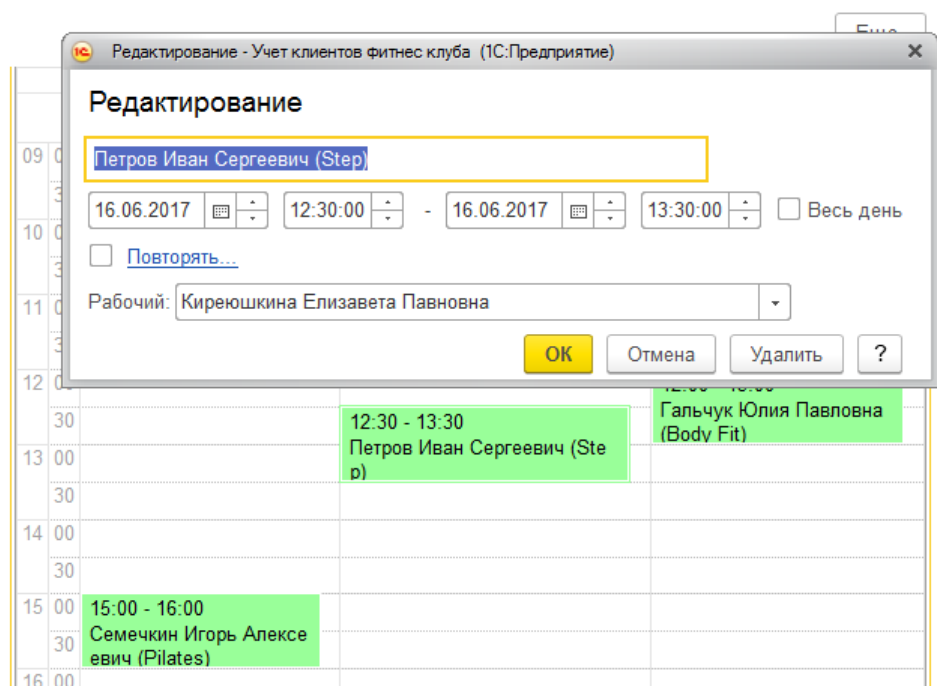 Еще
Редактирование - Учет клиентов фитнес клуба (1С:Предприятие)
Редактирование
Петров Иван Сергеевич (Step)
16.06.2017 12:30:00 - 16.06.2017 13:30:00 Весь день
Повторять...
Рабочий: Киреюшкина Елизавета Павновна
ОК Отмена Удалить ?
09
10
11
12
30
13 00
30
14 00
30
15 00
30
16 00
12:30 - 13:30
Петров Иван Сергеевич (Ste
p)
Гальчук Юлия Павловна
(Body Fit)
15:00 - 16:00
Семечкин Игорь Алексе
евич (Pilates)